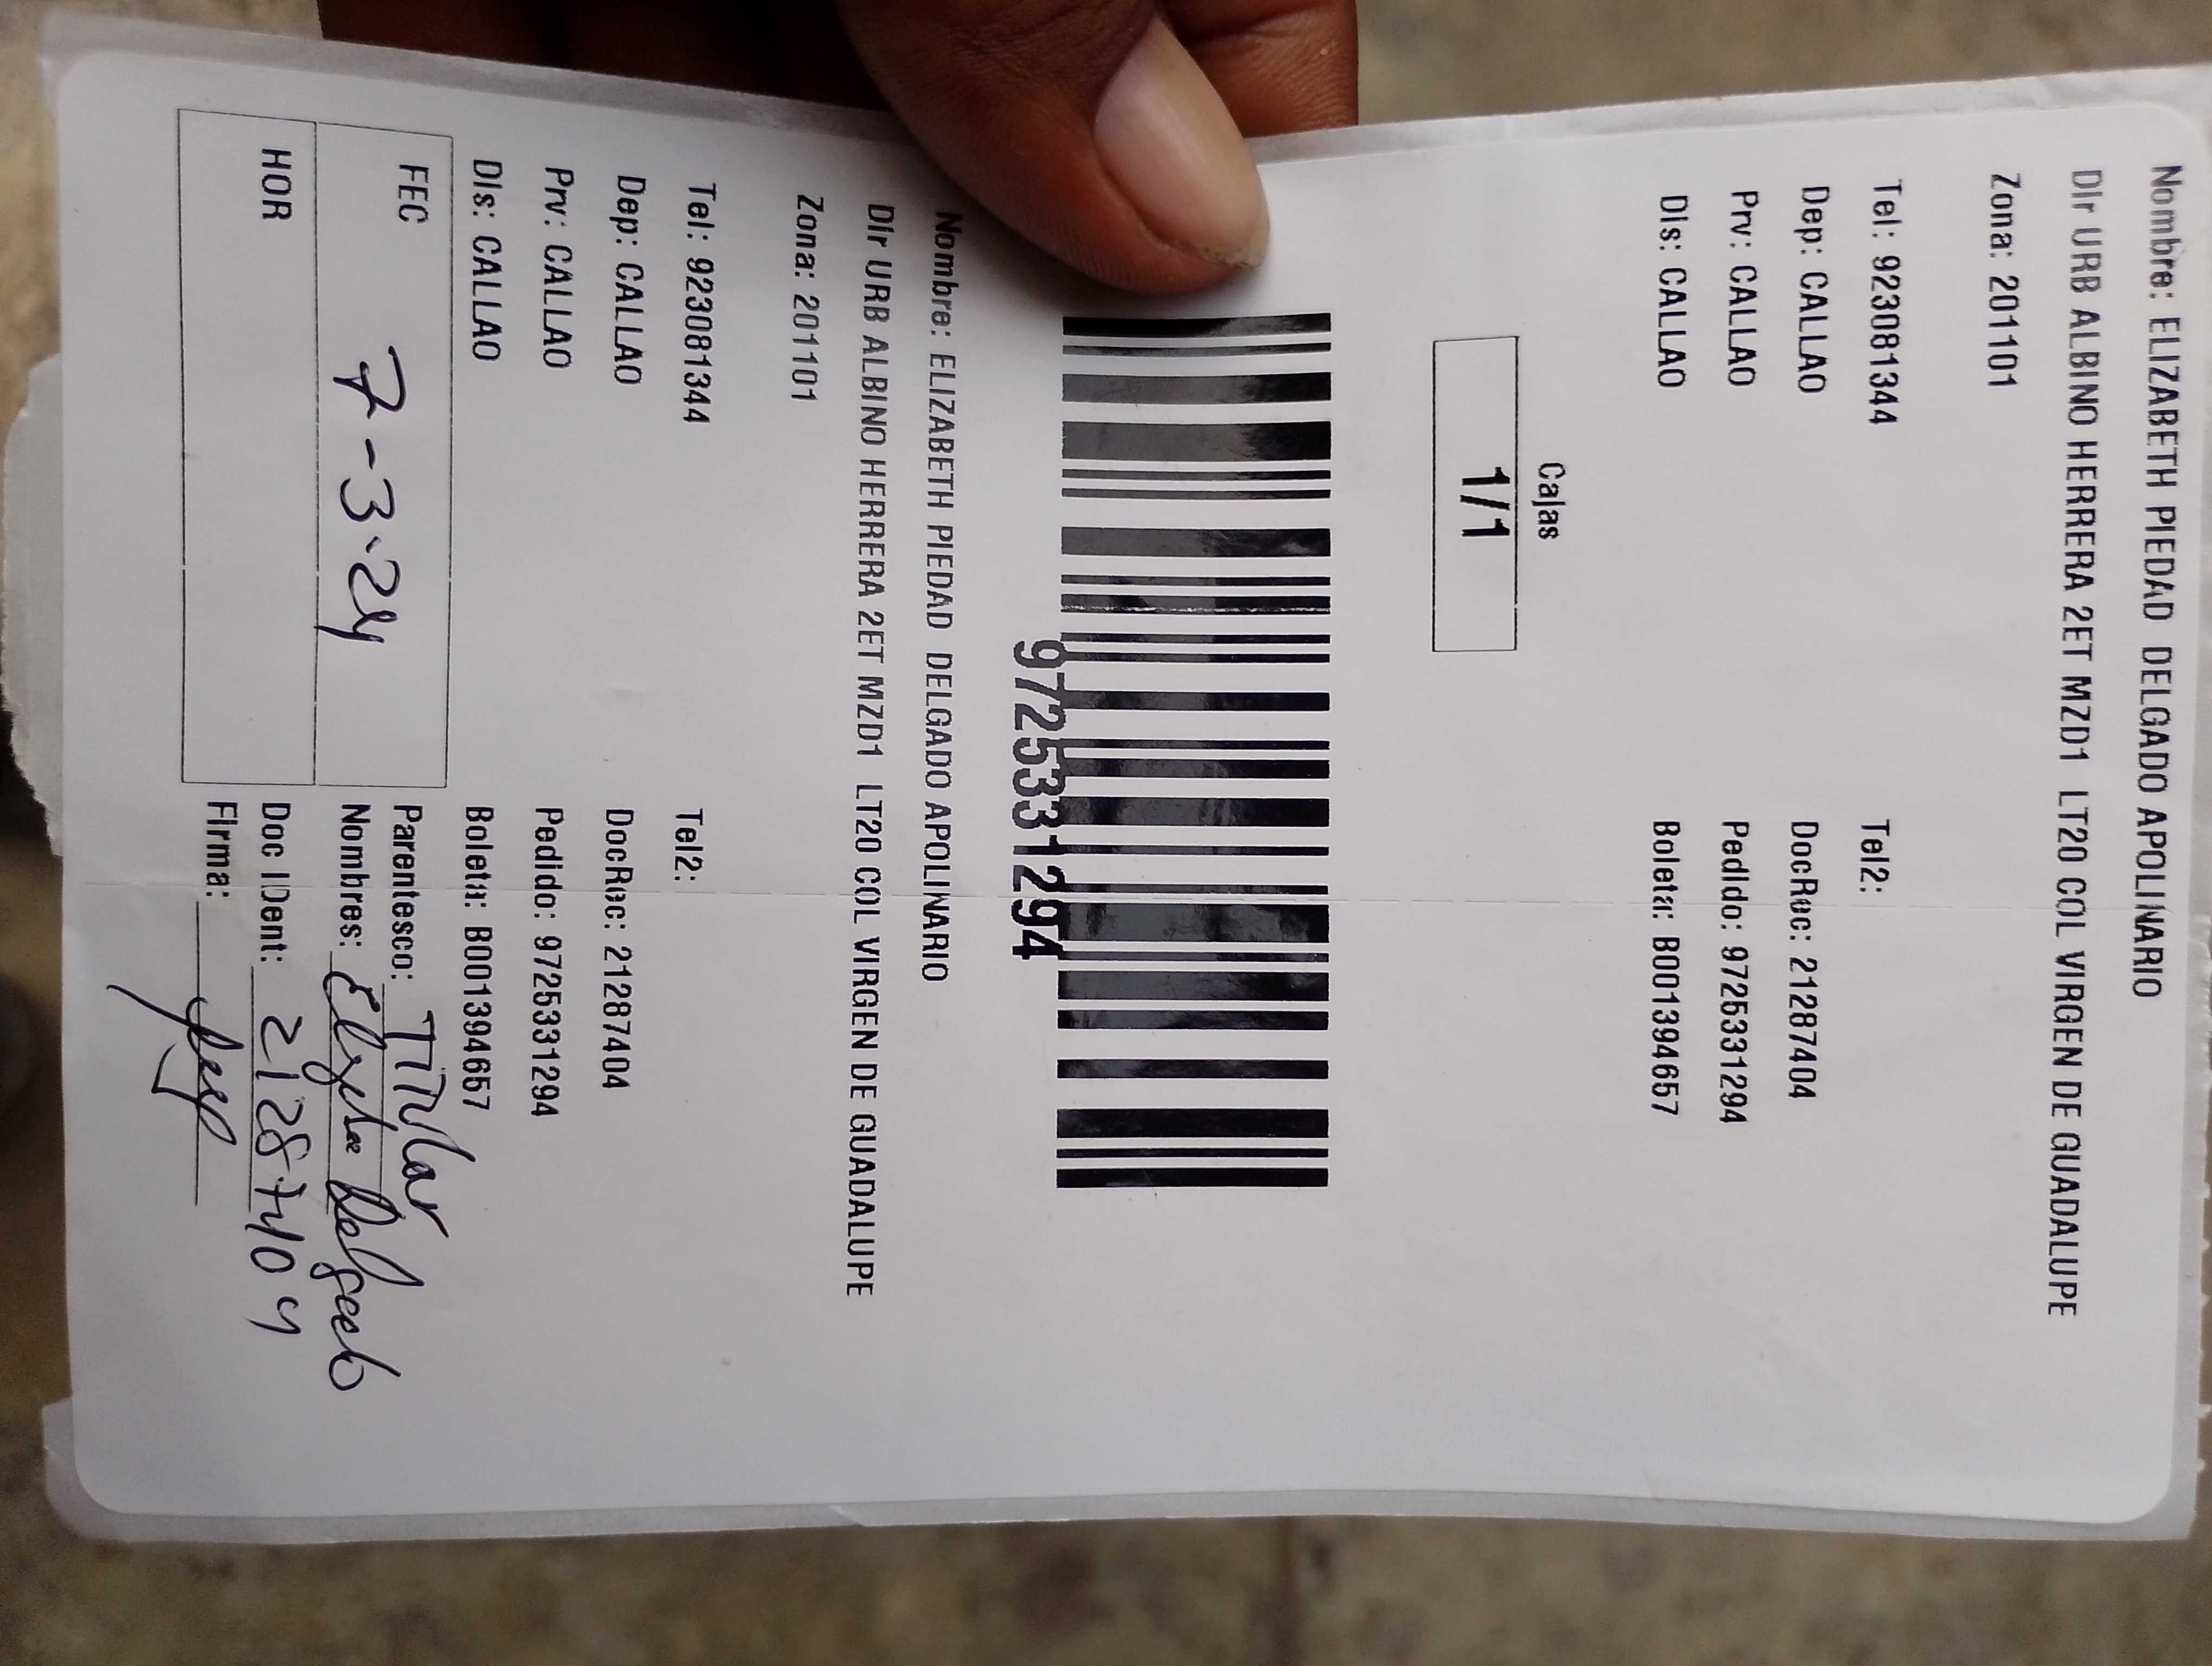 Nombre: ELIZABETH PIEDAD DELGADO APOLINARIO
Dir URB ALBINO HERRERA 2ET MZD1 LT20 COL VIRGEN DE GUADALUPE
Zona: 201101
Tel: 923081344 Tel2:
Dep: CALLAO DocRec: 21287404
Prv: CALLAO Pedido: 9725331294
Dis: CALLAO Boleta: B001394657
Cajas
1/1
9725331294
Nombre: ELIZABETH PIEDAD DELGADO APOLINARIO
Dir URB ALBINO HERRERA 2ET MZD1 LT20 COL VIRGEN DE GUADALUPE
Zona: 201101
Tel: 923081344 Tel2:
Dep: CALLAO DocRec: 21287404
Prv: CALLAO Pedido: 9725331294
Dis: CALLAO Boleta: B001394657
FEC 7-3-24 Parentesco: Titular
Nombres: Delgado
HOR Doc IDent: 21287404
Firma: